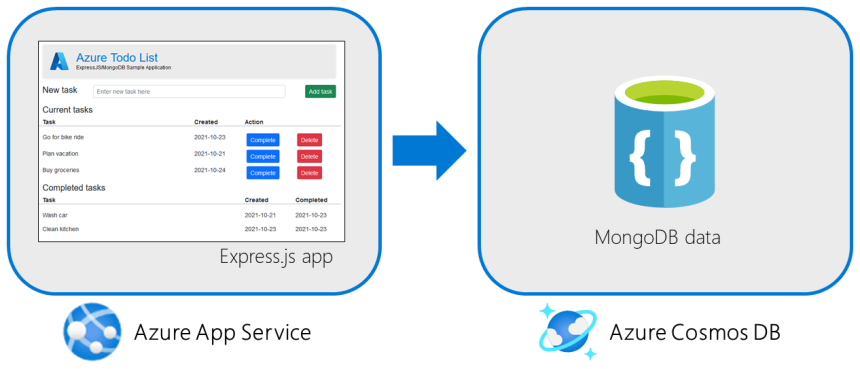 Azure Todo List
ExpressJS/MongoDB Sample Application
New task Enter new task here Add task
Current tasks
Task Created Action
Go for bike ride 2021-10-23 Complete Delete
Plan vacation 2021-10-21 Complete Delete
Buy groceries 2021-10-24 Complete Delete
Completed tasks
Task Created Completed
Wash car 2021-10-21 2021-10-23
Clean kitchen 2021-10-23 2021-10-23
Express.js app
{ }
MongoDB data
Azure App Service
Azure Cosmos DB